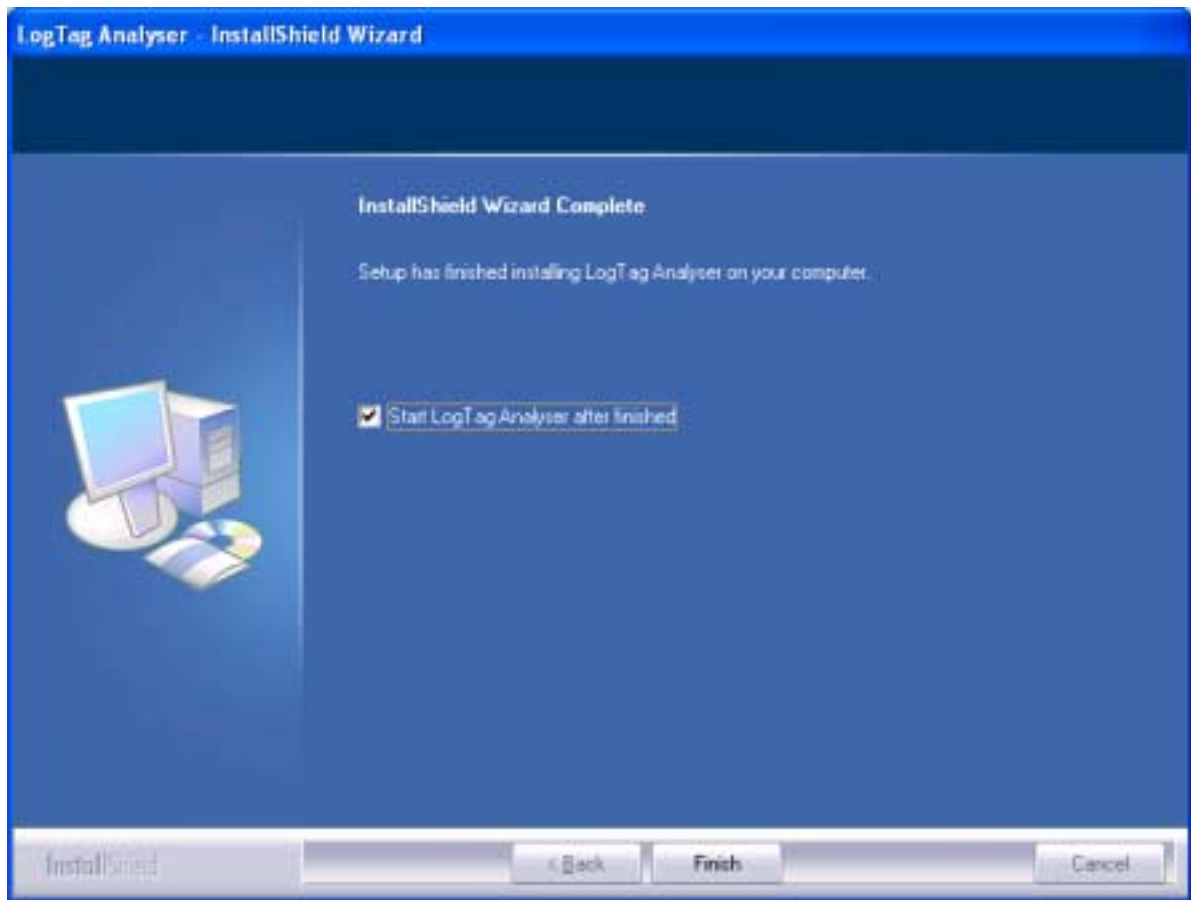 LogTag Analyser - InstallShield Wizard
InstallShield Wizard Complete
Setup has finished installing LogTag Analyser on your computer.
Start LogTag Analyser after finished
InstallShield
< Back
Finish
Cancel